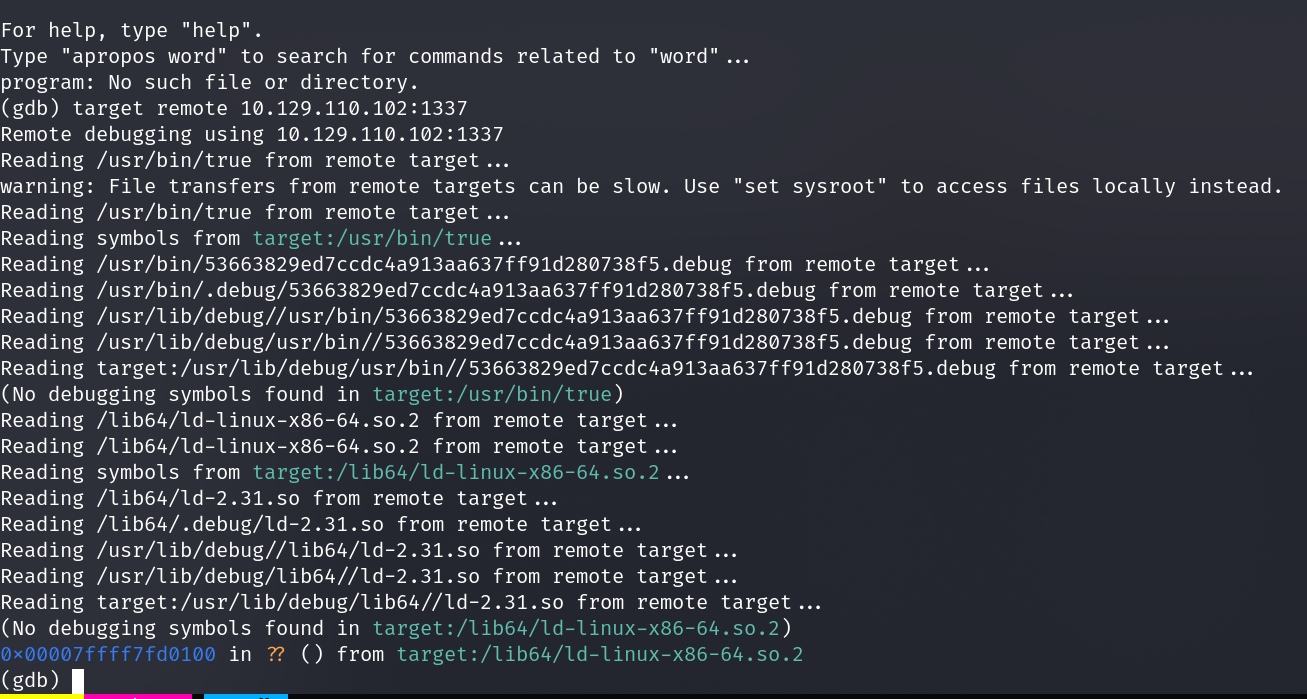 For help, type "help".
Type "apropos word" to search for commands related to "word"...
program: No such file or directory.
(gdb) target remote 10.129.110.102:1337
Remote debugging using 10.129.110.102:1337
Reading /usr/bin/true from remote target...
warning: File transfers from remote targets can be slow. Use "set sysroot" to access files locally instead.
Reading /usr/bin/true from remote target...
Reading symbols from target:/usr/bin/true...
Reading /usr/bin/53663829ed7ccdc4a913aa637ff91d280738f5.debug from remote target...
Reading /usr/bin/.debug/53663829ed7ccdc4a913aa637ff91d280738f5.debug from remote target...
Reading /usr/lib/debug//usr/bin/53663829ed7ccdc4a913aa637ff91d280738f5.debug from remote target...
Reading /usr/lib/debug/usr/bin//53663829ed7ccdc4a913aa637ff91d280738f5.debug from remote target...
Reading target:/usr/lib/debug/usr/bin//53663829ed7ccdc4a913aa637ff91d280738f5.debug from remote target...
(No debugging symbols found in target:/usr/bin/true)
Reading /lib64/ld-linux-x86-64.so.2 from remote target...
Reading /lib64/ld-linux-x86-64.so.2 from remote target...
Reading symbols from target:/lib64/ld-linux-x86-64.so.2...
Reading /lib64/ld-2.31.so from remote target...
Reading /lib64/.debug/ld-2.31.so from remote target...
Reading /usr/lib/debug//lib64/ld-2.31.so from remote target...
Reading /usr/lib/debug/lib64//ld-2.31.so from remote target...
Reading target:/usr/lib/debug/lib64//ld-2.31.so from remote target...
(No debugging symbols found in target:/lib64/ld-linux-x86-64.so.2)
0x00007ffff7fd0100 in ?? () from target:/lib64/ld-linux-x86-64.so.2
(gdb)